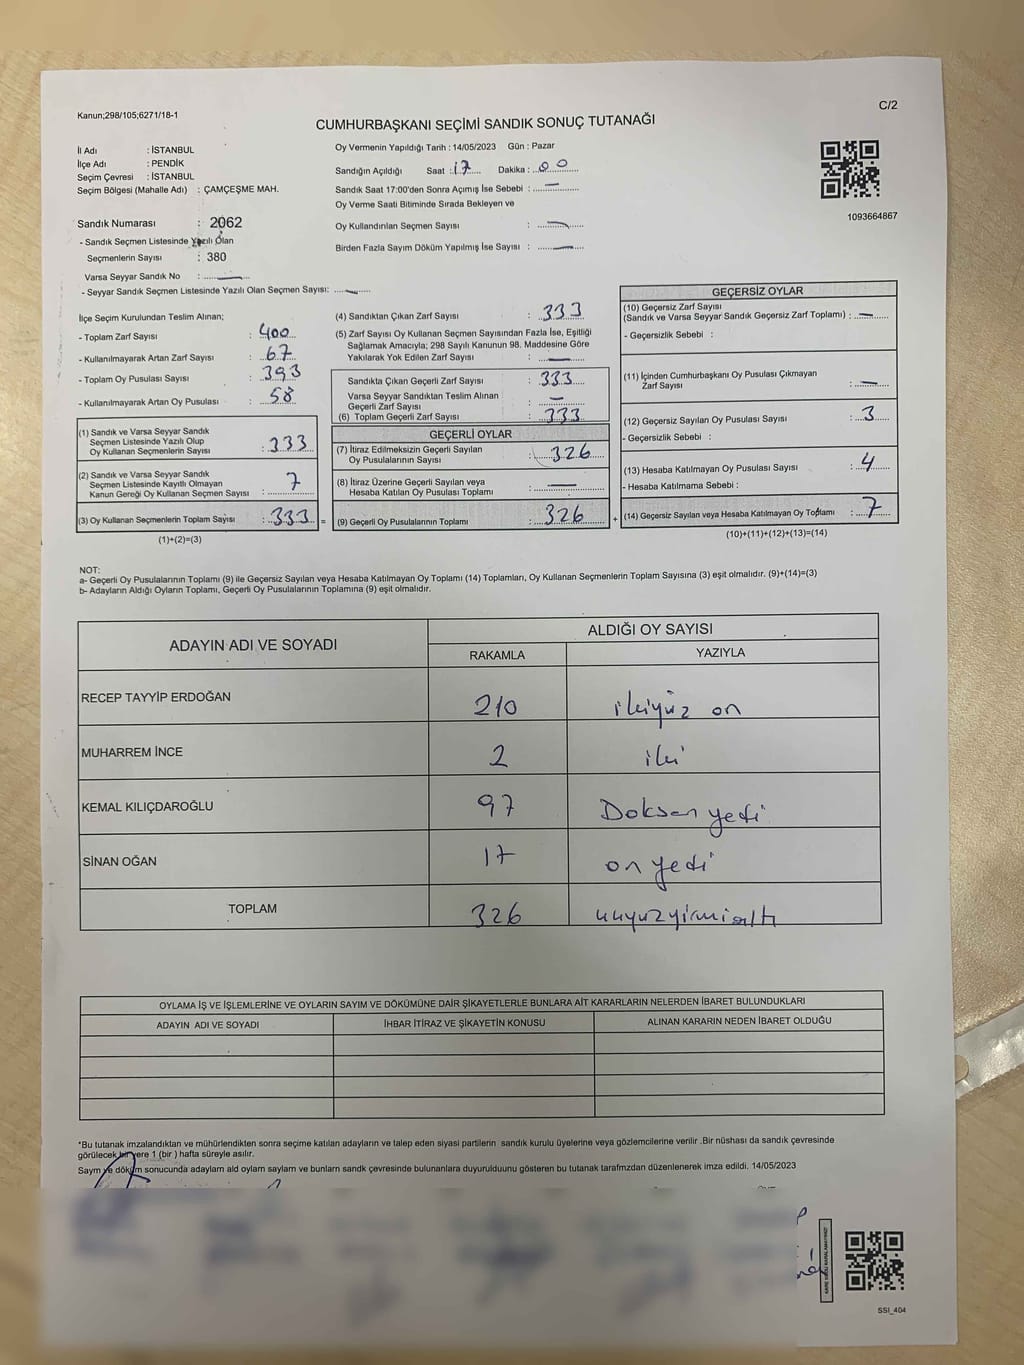 Kanun;298/105;6271/18-1
C/2
CUMHURBAŞKANI SEÇİMİ SANDIK SONUÇ TUTANAĞI
İl Adı : İSTANBUL
İlçe Adı : PENDİK
Seçim Çevresi : İSTANBUL
Seçim Bölgesi (Mahalle Adı) : ÇAMÇEŞME MAH.
Sandık Numarası : 2062
- Sandık Seçmen Listesinde Yazılı Olan
Seçmenlerin Sayısı : 380
Varsa Seyyar Sandık No :
- Seyyar Sandık Seçmen Listesinde Yazılı Olan Seçmen Sayısı:
Oy Vermenin Yapıldığı Tarih : 14/05/2023 Gün : Pazar
Sandığın Açıldığı Saat : 17 Dakika : 00
Sandık Saat 17:00'den Sonra Açımış İse Sebebi : —
Oy Verme Saati Bitiminde Sırada Bekleyen ve
Oy Kullandırılan Seçmen Sayısı : —
Birden Fazla Sayım Döküm Yapılmış İse Sayısı : —
1093664867
İlçe Seçim Kurulundan Teslim Alınan;
- Toplam Zarf Sayısı : 400
- Kullanılmayarak Artan Zarf Sayısı : 67
- Toplam Oy Pusulası Sayısı : 393
- Kullanılmayarak Artan Oy Pusulası : 58
(1) Sandık ve Varsa Seyyar Sandık
Seçmen Listesinde Yazılı Olup
Oy Kullanan Seçmenlerin Sayısı : 333
(2) Sandık ve Varsa Seyyar Sandık
Seçmen Listesinde Kayıtlı Olmayan
Kanun Gereği Oy Kullanan Seçmen Sayısı : 7
(3) Oy Kullanan Seçmenlerin Toplam Sayısı : 333 =
(1)+(2)=(3)
(4) Sandıktan Çıkan Zarf Sayısı : 333
(5) Zarf Sayısı Oy Kullanan Seçmen Sayısından Fazla İse, Eşitliği
Sağlamak Amacıyla; 298 Sayılı Kanunun 98. Maddesine Göre
Yakılarak Yok Edilen Zarf Sayısı : —
Sandıkta Çıkan Geçerli Zarf Sayısı : 333
Varsa Seyyar Sandıktan Teslim Alınan
Geçerli Zarf Sayısı : —
(6) Toplam Geçerli Zarf Sayısı : 333
GEÇERLİ OYLAR
(7) İtiraz Edilmeksizin Geçerli Sayılan
Oy Pusulalarının Sayısı : 326
(8) İtiraz Üzerine Geçerli Sayılan veya
Hesaba Katılan Oy Pusulası Toplamı : —
(9) Geçerli Oy Pusulalarının Toplamı : 326 +
GEÇERSİZ OYLAR
(10) Geçersiz Zarf Sayısı
(Sandık ve Varsa Seyyar Sandık Geçersiz Zarf Toplamı) : —
- Geçersizlik Sebebi :
(11) İçinden Cumhurbaşkanı Oy Pusulası Çıkmayan
Zarf Sayısı : —
(12) Geçersiz Sayılan Oy Pusulası Sayısı : 3
- Geçersizlik Sebebi :
(13) Hesaba Katılmayan Oy Pusulası Sayısı : 4
- Hesaba Katılmama Sebebi :
(14) Geçersiz Sayılan veya Hesaba Katılmayan Oy Toplamı : 7
(10)+(11)+(12)+(13)=(14)
NOT:
a- Geçerli Oy Pusulalarının Toplamı (9) ile Geçersiz Sayılan veya Hesaba Katılmayan Oy Toplamı (14) Toplamları, Oy Kullanan Seçmenlerin Toplam Sayısına (3) eşit olmalıdır. (9)+(14)=(3)
b- Adayların Aldığı Oyların Toplamı, Geçerli Oy Pusulalarının Toplamına (9) eşit olmalıdır.
ADAYIN ADI VE SOYADI ALDIĞI OY SAYISI
RAKAMLA YAZIYLA
RECEP TAYYİP ERDOĞAN 210 ikiyüz on
MUHARREM İNCE 2 iki
KEMAL KILIÇDAROĞLU 97 Doksan yedi
SİNAN OĞAN 17 on yedi
TOPLAM 326 üçyüzyirmialtı
OYLAMA İŞ VE İŞLEMLERİNE VE OYLARIN SAYIM VE DÖKÜMÜNE DAİR ŞİKAYETLERLE BUNLARA AİT KARARLARIN NELERDEN İBARET BULUNDUKLARI
ADAYIN ADI VE SOYADI İHBAR İTİRAZ VE ŞİKAYETİN KONUSU ALINAN KARARIN NEDEN İBARET OLDUĞU
*Bu tutanak imzalandıktan ve mühürlendikten sonra seçime katılan adayların ve talep eden siyasi partilerin sandık kurulu üyelerine veya gözlemcilerine verilir .Bir nüshası da sandık çevresinde
görülecek bir yere 1 (bir ) hafta süreyle asılır.
Sayım ve döküm sonucunda adaylarn ald oylarn saylarn ve bunlarn sandk çevresinde bulunanlara duyurulduunu gösteren bu tutanak tarafmzdan düzenlenerek imza edildi. 14/05/2023
SSİ_404